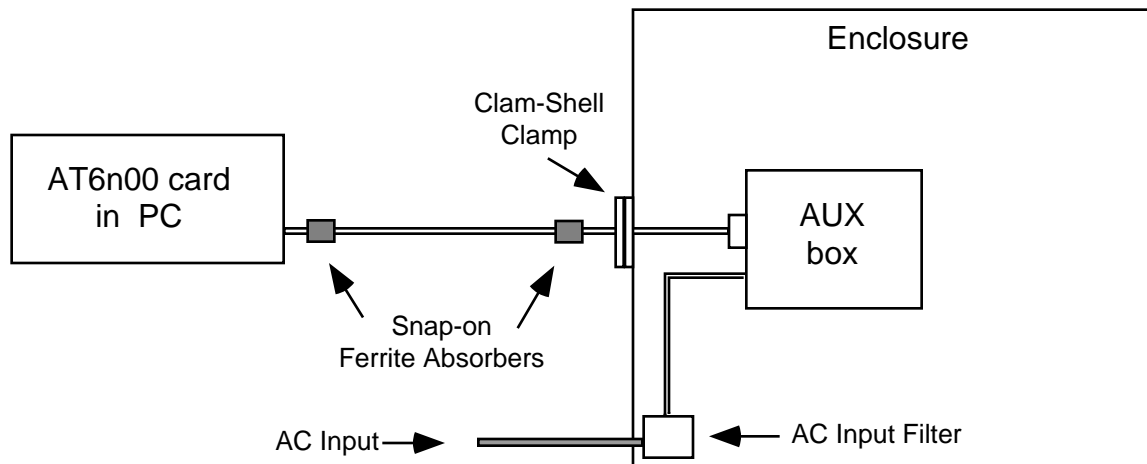 Enclosure
Clam-Shell
Clamp
AT6n00 card
in PC
AUX
box
Snap-on
Ferrite Absorbers
AC Input
AC Input Filter